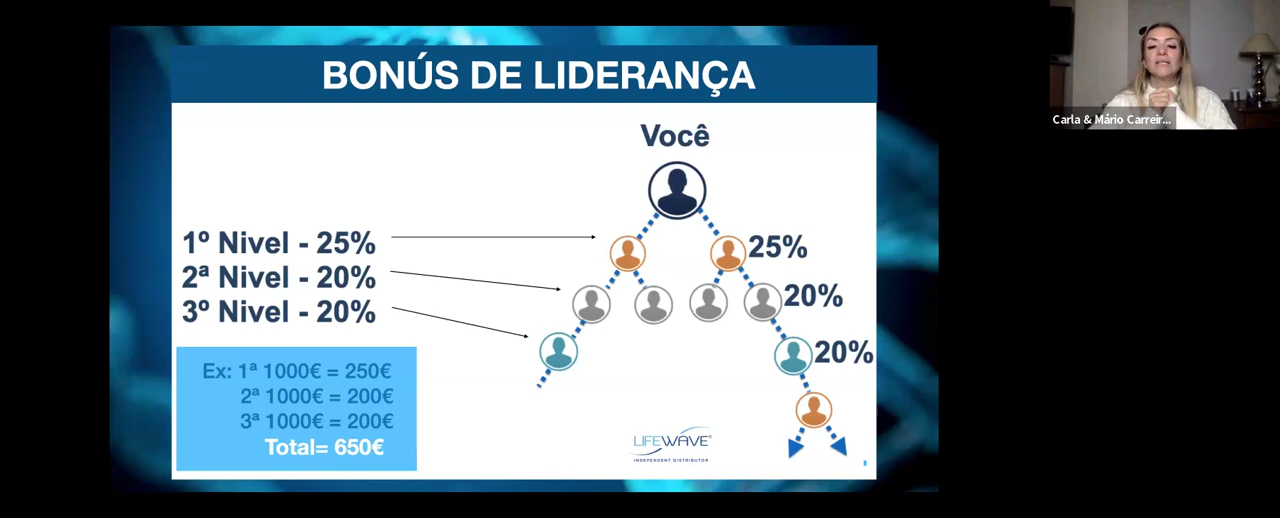 BONÚS DE LIDERANÇA
Você
1º Nivel - 25%
2ª Nivel - 20%
3º Nivel - 20%
25%
20%
20%
Ex: 1ª 1000€ = 250€
2ª 1000€ = 200€
3ª 1000€ = 200€
Total= 650€
LIFEWAVE®
INDEPENDENT DISTRIBUTOR
Carla & Mário Carreir...